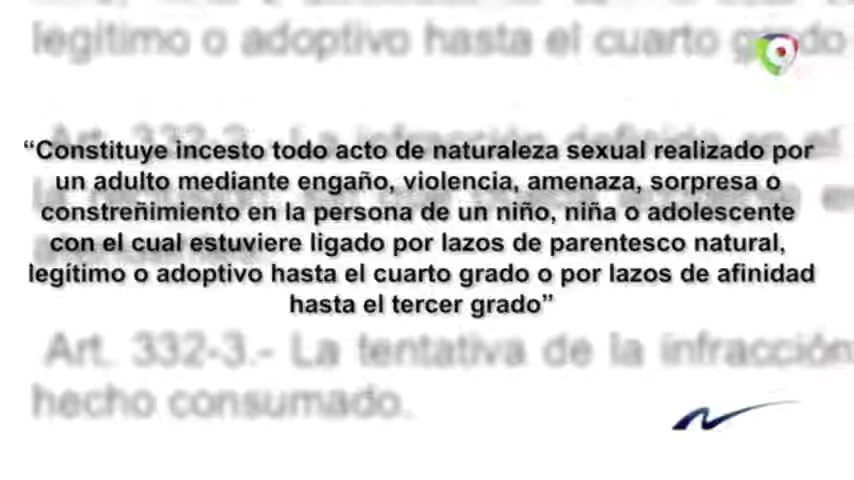 legítimo o adoptivo hasta el cuarto grado
9
“Constituye incesto todo acto de naturaleza sexual realizado por
un adulto mediante engaño, violencia, amenaza, sorpresa o
constreñimiento en la persona de un niño, niña o adolescente
con el cual estuviere ligado por lazos de parentesco natural,
legítimo o adoptivo hasta el cuarto grado o por lazos de afinidad
hasta el tercer grado”
Art. 332-3.- La tentativa de la infracción
hecho consumado.